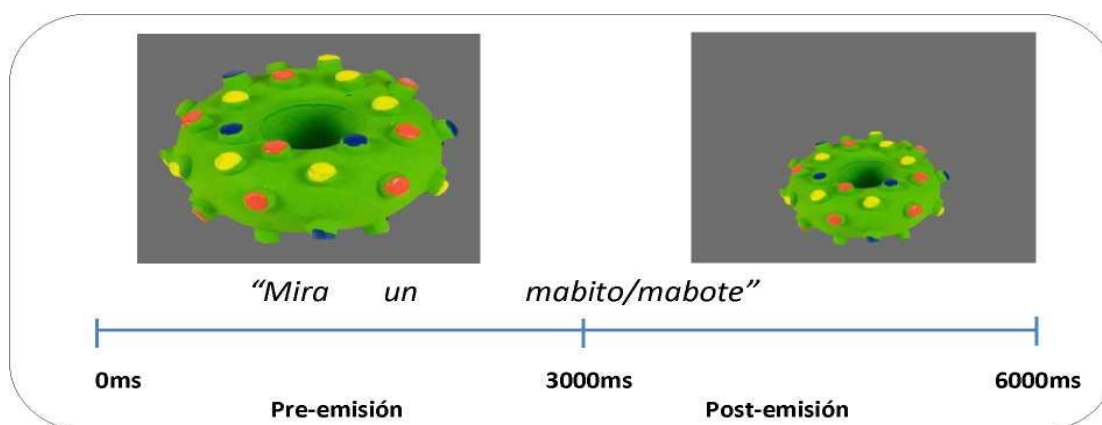 “Mira un mabito/mabote”
0ms 3000ms 6000ms
Pre-emisión Post-emisión